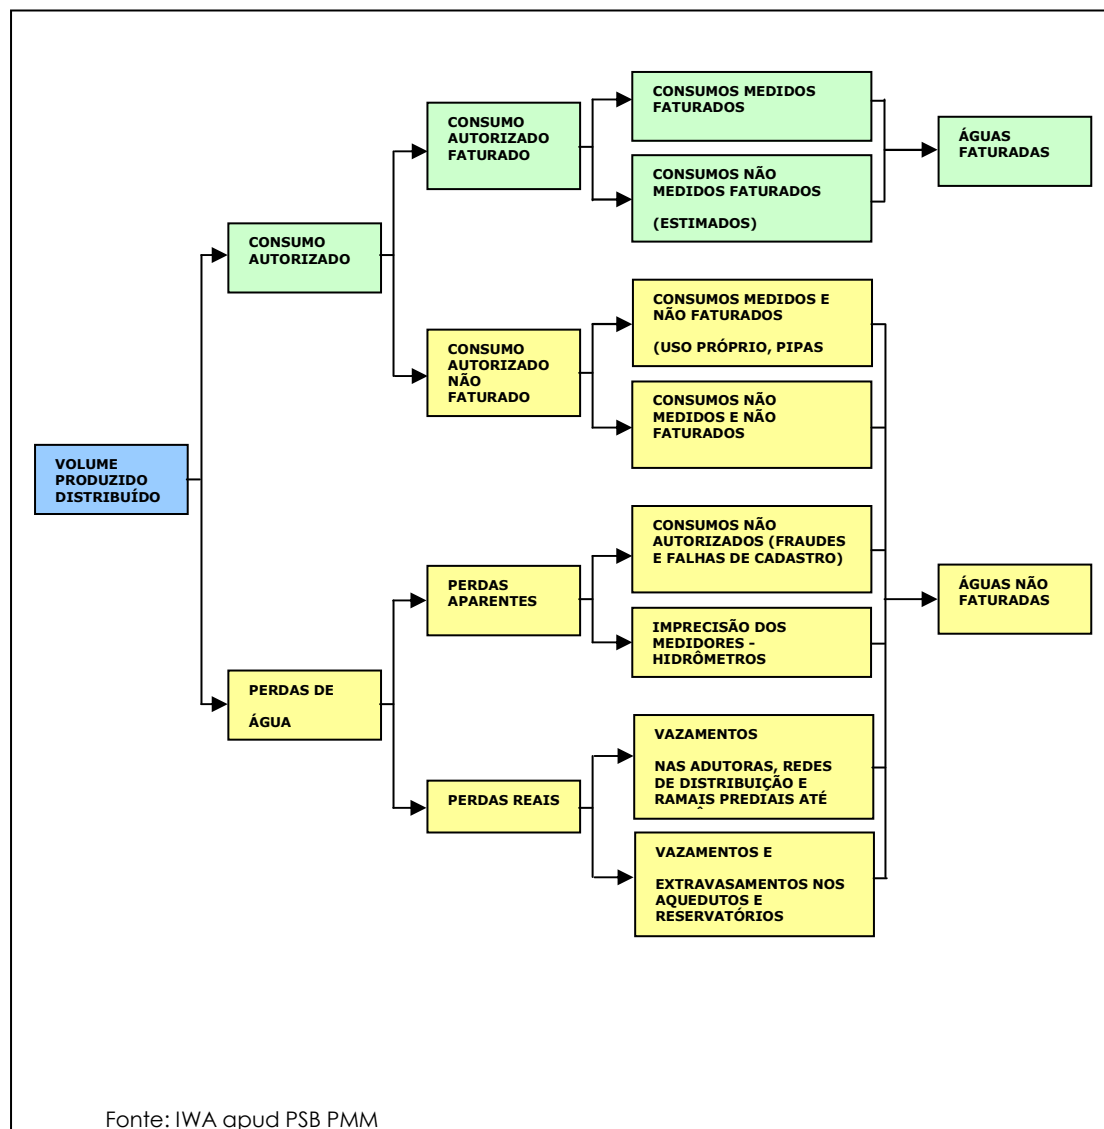 CONSUMOS MEDIDOS
FATURADOS
CONSUMO
AUTORIZADO
FATURADO
ÁGUAS
FATURADAS
CONSUMOS NÃO
MEDIDOS FATURADOS
(ESTIMADOS)
CONSUMO
AUTORIZADO
CONSUMOS MEDIDOS E
NÃO FATURADOS
(USO PRÓPRIO, PIPAS
CONSUMO
AUTORIZADO
NÃO
FATURADO
CONSUMOS NÃO
MEDIDOS E NÃO
FATURADOS
VOLUME
PRODUZIDO
DISTRIBUÍDO
CONSUMOS NÃO
AUTORIZADOS (FRAUDES
E FALHAS DE CADASTRO)
PERDAS
APARENTES
ÁGUAS NÃO
FATURADAS
IMPRECISÃO DOS
MEDIDORES -
HIDRÔMETROS
PERDAS DE
ÁGUA
VAZAMENTOS
NAS ADUTORAS, REDES
DE DISTRIBUIÇÃO E
RAMAIS PREDIAIS ATÉ
PERDAS REAIS
VAZAMENTOS E
EXTRAVASAMENTOS NOS
AQUEDUTOS E
RESERVATÓRIOS
Fonte: IWA apud PSB PMM